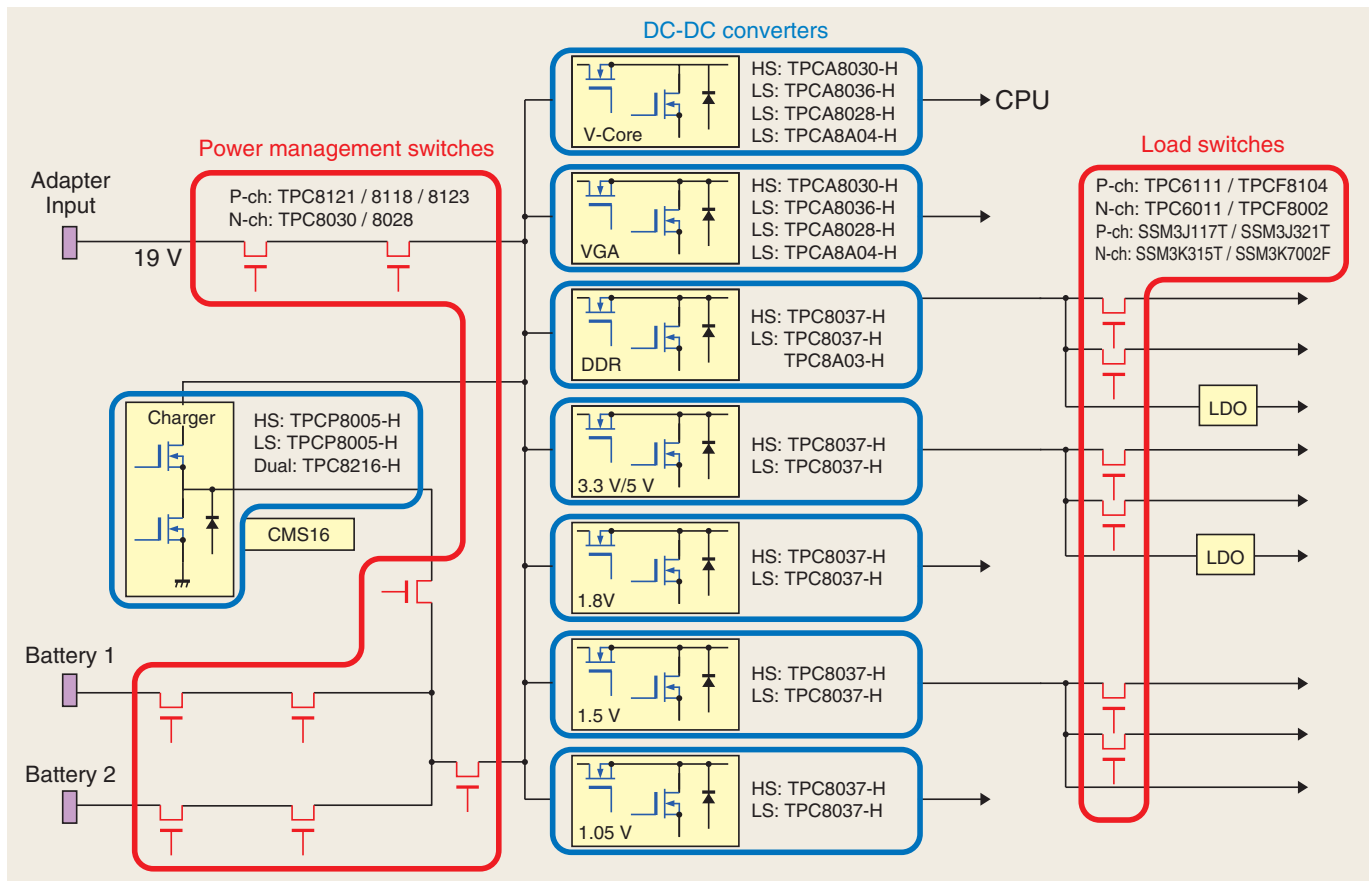 DC-DC converters
HS: TPCA8030-H
LS: TPCA8036-H
LS: TPCA8028-H
LS: TPCA8A04-H
V-Core
CPU
Power management switches
Load switches
Adapter
Input
P-ch: TPC8121 / 8118 / 8123
N-ch: TPC8030 / 8028
19 V
HS: TPCA8030-H
LS: TPCA8036-H
LS: TPCA8028-H
LS: TPCA8A04-H
VGA
P-ch: TPC6111 / TPCF8104
N-ch: TPC6011 / TPCF8002
P-ch: SSM3J117T / SSM3J321T
N-ch: SSM3K315T / SSM3K7002F
HS: TPC8037-H
LS: TPC8037-H
TPC8A03-H
DDR
LDO
Charger
HS: TPCP8005-H
LS: TPCP8005-H
Dual: TPC8216-H
CMS16
HS: TPC8037-H
LS: TPC8037-H
3.3 V/5 V
LDO
HS: TPC8037-H
LS: TPC8037-H
1.8V
Battery 1
HS: TPC8037-H
LS: TPC8037-H
1.5 V
Battery 2
HS: TPC8037-H
LS: TPC8037-H
1.05 V